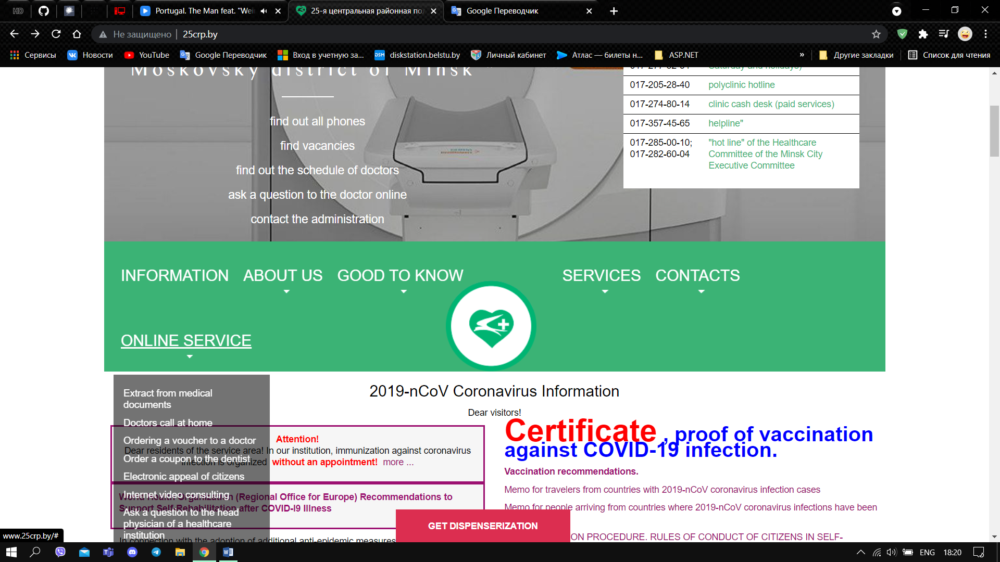 HD
Portugal. The Man feat. "Wei
25-я центральная районная по
Google Переводчик
Не защищено
25crp.by
Сервисы
Новости
YouTube
Google Переводчик
Вход в учетную за...
DSM diskstation.belstu.by
Личный кабинет
Атлас — билеты н...
ASP.NET
»
Другие закладки
Список для чтения
Moskovsky district of Minsk "
find out all phones
find vacancies
find out the schedule of doctors
ask a question to the doctor online
contact the administration
Saturday and holidays)
017-205-28-40 polyclinic hotline
017-274-80-14 clinic cash desk (paid services)
017-357-45-65 helpline"
017-285-00-10; "hot line" of the Healthcare
017-282-60-04 Committee of the Minsk City
Executive Committee
INFORMATION ABOUT US GOOD TO KNOW SERVICES CONTACTS
ONLINE SERVICE
Extract from medical
documents
Doctors call at home
Ordering a voucher to a doctor
Order a coupon to the dentist
Electronic appeal of citizens
Internet video consulting
Ask a question to the head
physician of a healthcare
institution
2019-nCoV Coronavirus Information
Dear visitors!
Attention!
Dear residents of the service area! In our institution, immunization against coronavirus
infection is organized without an appointment! more ...
World Health Organization (Regional Office for Europe) Recommendations to
Support Self-Rehabilitation after COVID-I9 Illness
In connection with the adoption of additional anti-epidemic measures
Certificate , proof of vaccination
against COVID-19 infection.
Vaccination recommendations.
Memo for travelers from countries with 2019-nCoV coronavirus infection cases
Memo for people arriving from countries where 2019-nCoV coronavirus infections have been
ON PROCEDURE. RULES OF CONDUCT OF CITIZENS IN SELF-
GET DISPENSERIZATION
www.25crp.by/#
ENG
18:20